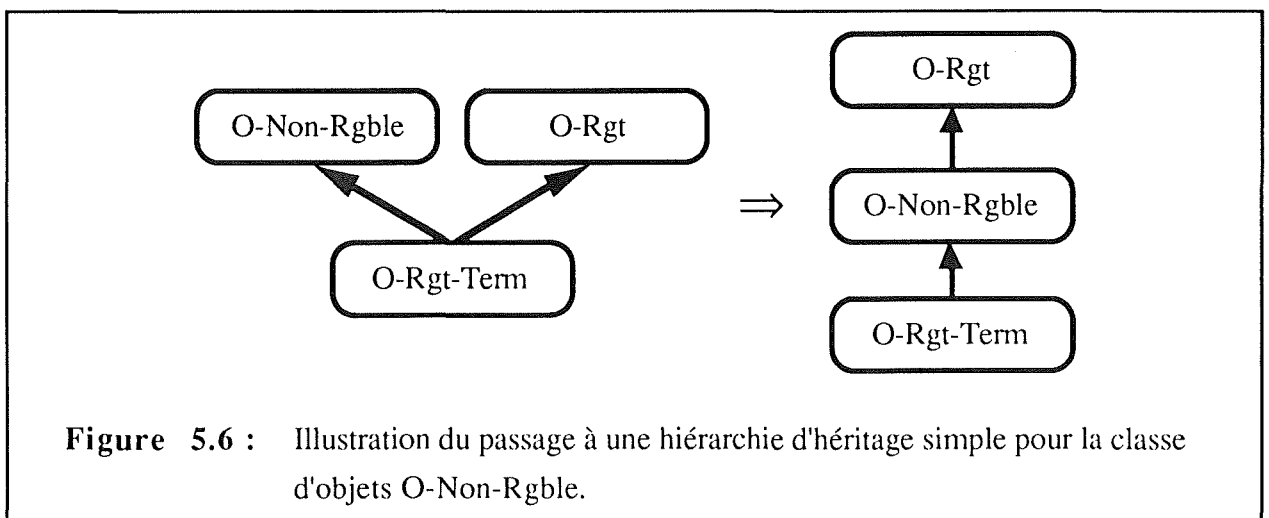 O-Non-Rgble
O-Rgt
O-Rgt-Term
⇒
O-Rgt
O-Non-Rgble
O-Rgt-Term
Figure 5.6 : Illustration du passage à une hiérarchie d'héritage simple pour la classe
d'objets O-Non-Rgble.